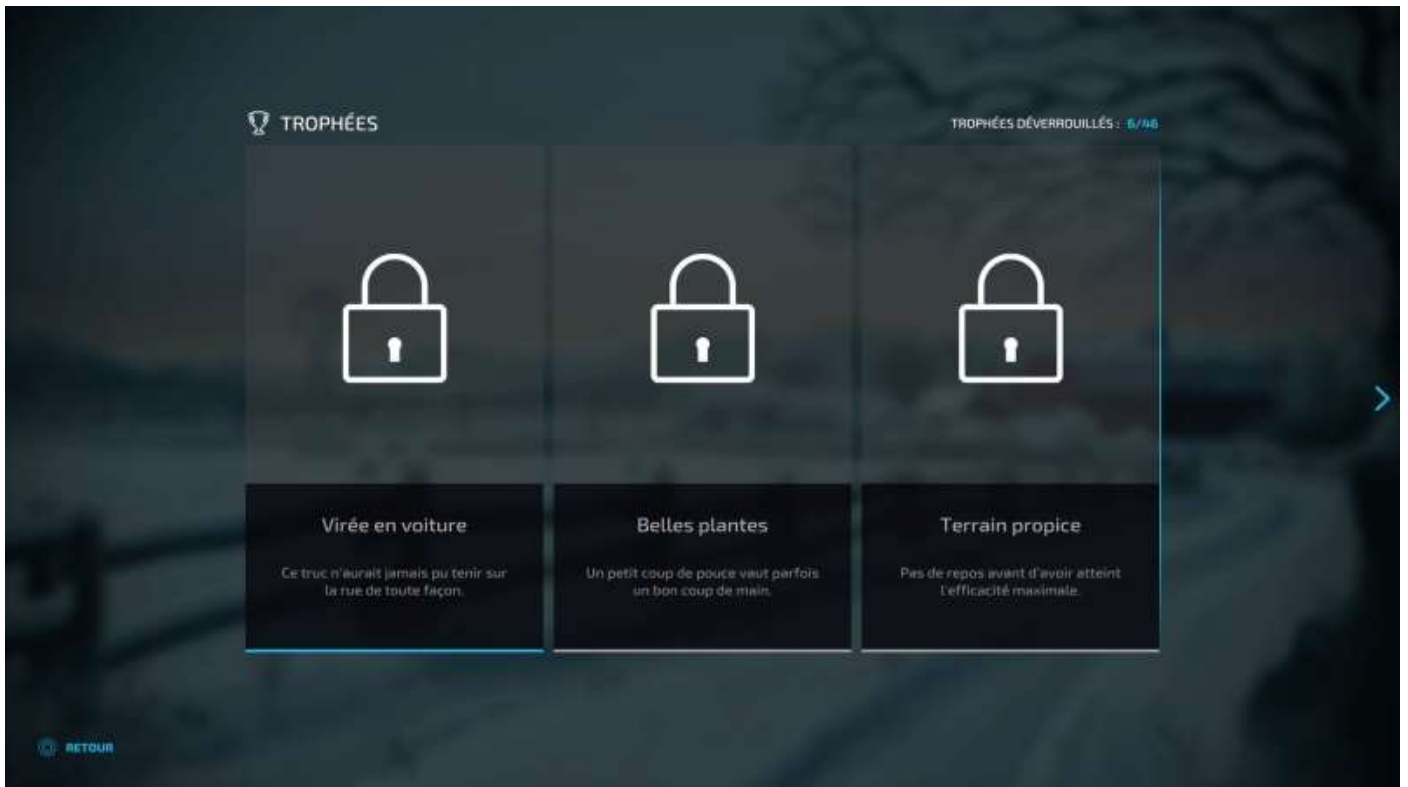 TROPHÉES
TROPHÉES DÉVERROUILLÉS : 6/46
Virée en voiture
Ce truc n'aurait jamais pu tenir sur
la rue de toute façon.
Belles plantes
Un petit coup de pouce vaut parfois
un bon coup de main.
Terrain propice
Pas de repos avant d'avoir atteint
l'efficacité maximale.
RETOUR